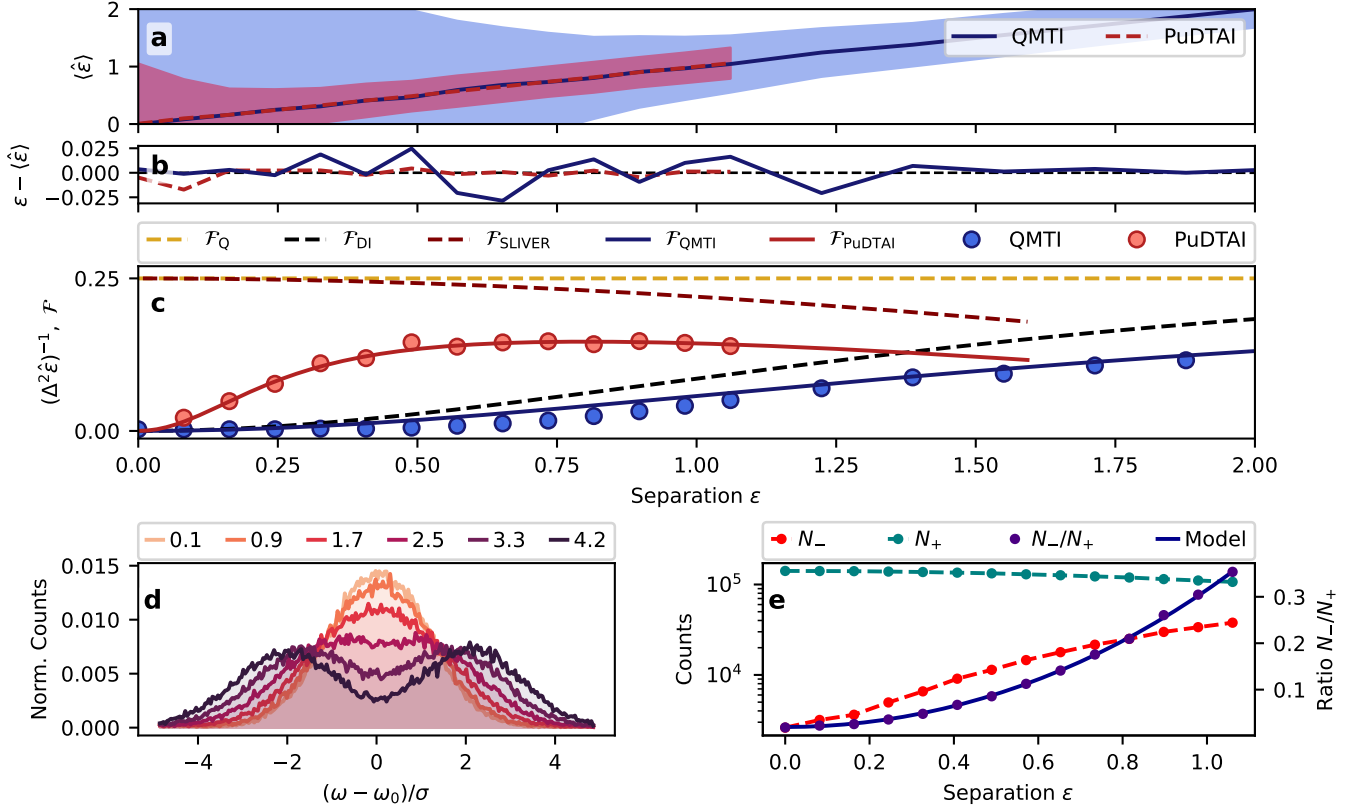 a
QMTI
PuDTAI
⟨ε̂⟩
2
1
0
b
ε − ⟨ε̂⟩
0.025
0.000
−0.025
ℱQ
ℱDI
ℱSLIVER
ℱQMTI
ℱPuDTAI
QMTI
PuDTAI
c
(Δ²ε̂)⁻¹, ℱ
0.25
0.00
0.00 0.25 0.50 0.75 1.00 1.25 1.50 1.75 2.00
Separation ε
0.1 0.9 1.7 2.5 3.3 4.2
d
Norm. Counts
0.015
0.010
0.005
0.000
−4 −2 0 2 4
(ω − ω₀)/σ
N₋ N₊ N₋/N₊ Model
e
Counts
10⁵
10⁴
Ratio N₋/N₊
0.3
0.2
0.1
0.0 0.2 0.4 0.6 0.8 1.0
Separation ε